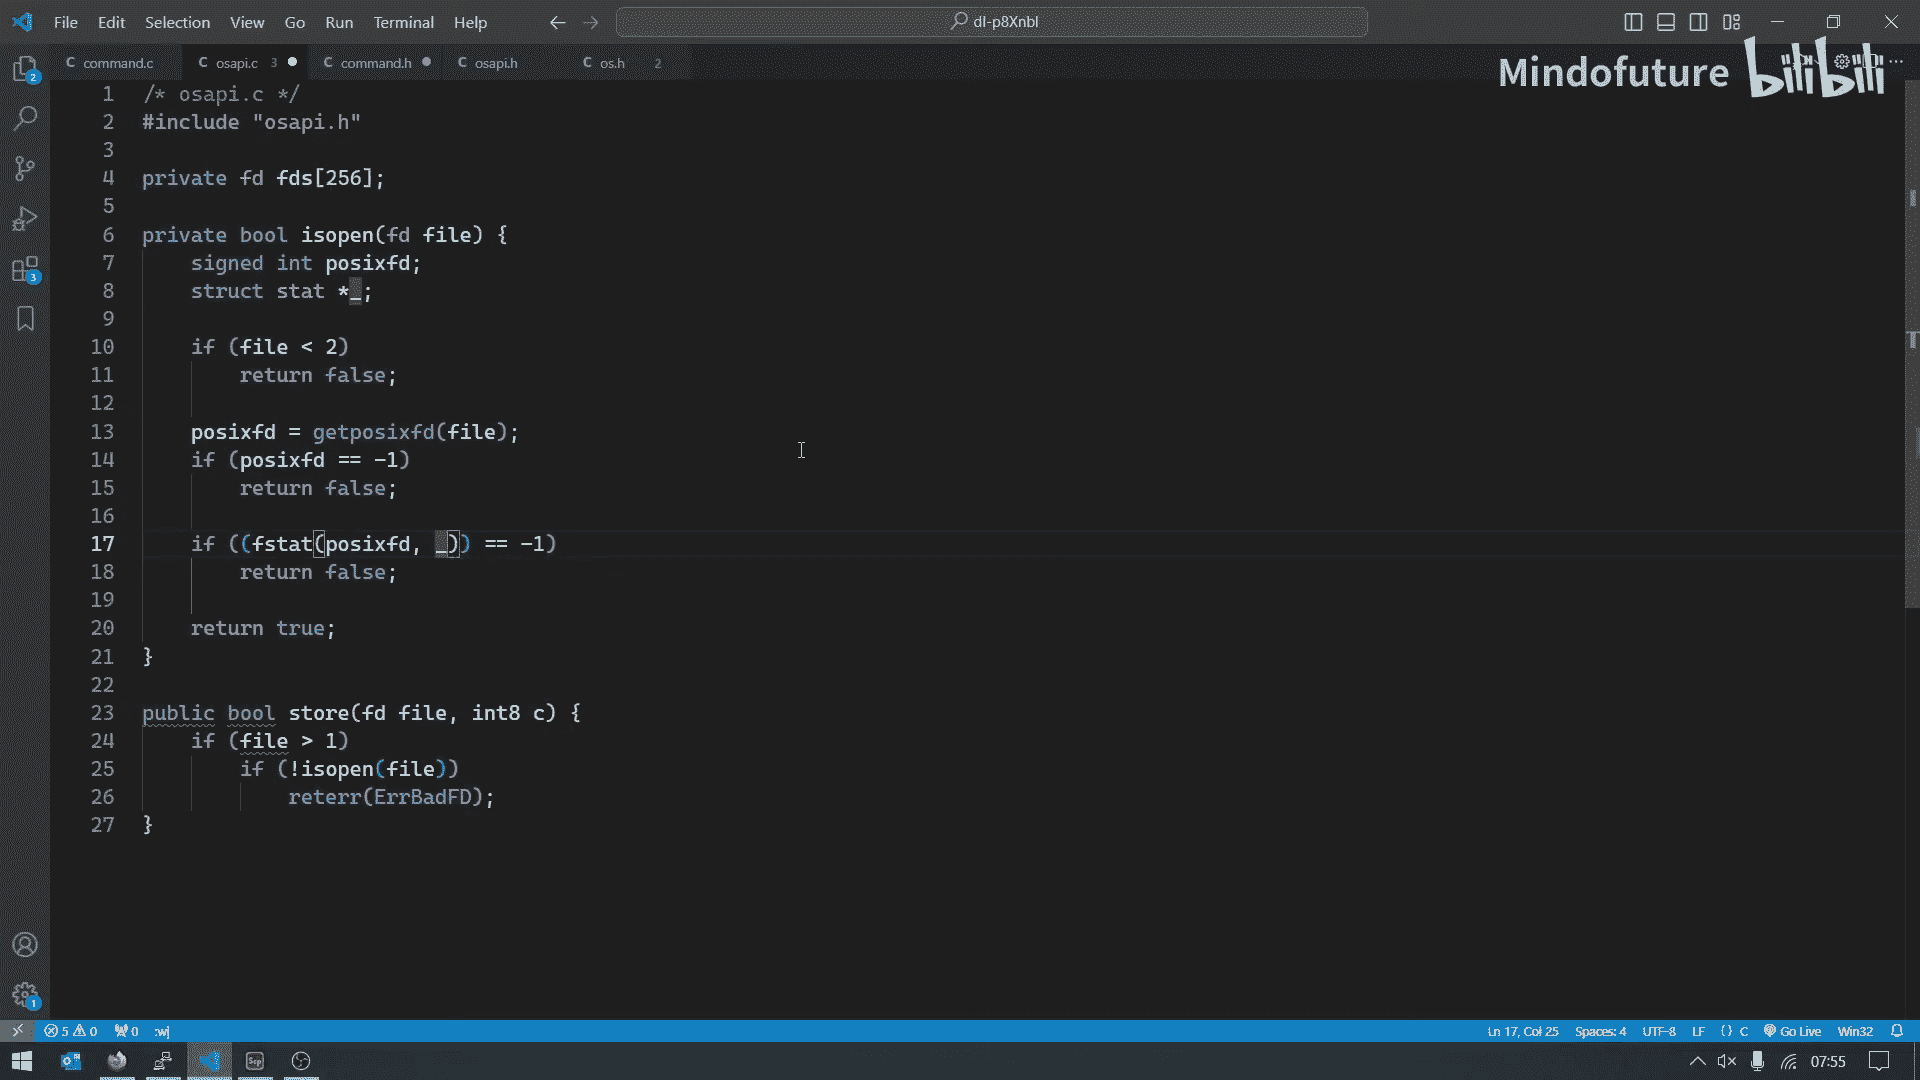 File Edit Selection View Go Run Terminal Help
dl-p8Xnbl
C command.c C osapi.c 3 C command.h C osapi.h C os.h 2
Mindofuture bilibili
1 /* osapi.c */
2 #include "osapi.h"
3
4 private fd fds[256];
5
6 private bool isopen(fd file) {
7 signed int posixfd;
8 struct stat *_;
9
10 if (file < 2)
11 return false;
12
13 posixfd = getposixfd(file);
14 if (posixfd == -1)
15 return false;
16
17 if ((fstat(posixfd, _)) == -1)
18 return false;
19
20 return true;
21 }
22
23 public bool store(fd file, int8 c) {
24 if (file > 1)
25 if (!isopen(file))
26 reterr(ErrBadFD);
27 }
2
3
1
5 0 0 :w| Ln 17, Col 25 Spaces: 4 UTF-8 LF {} C Go Live Win32
07:55